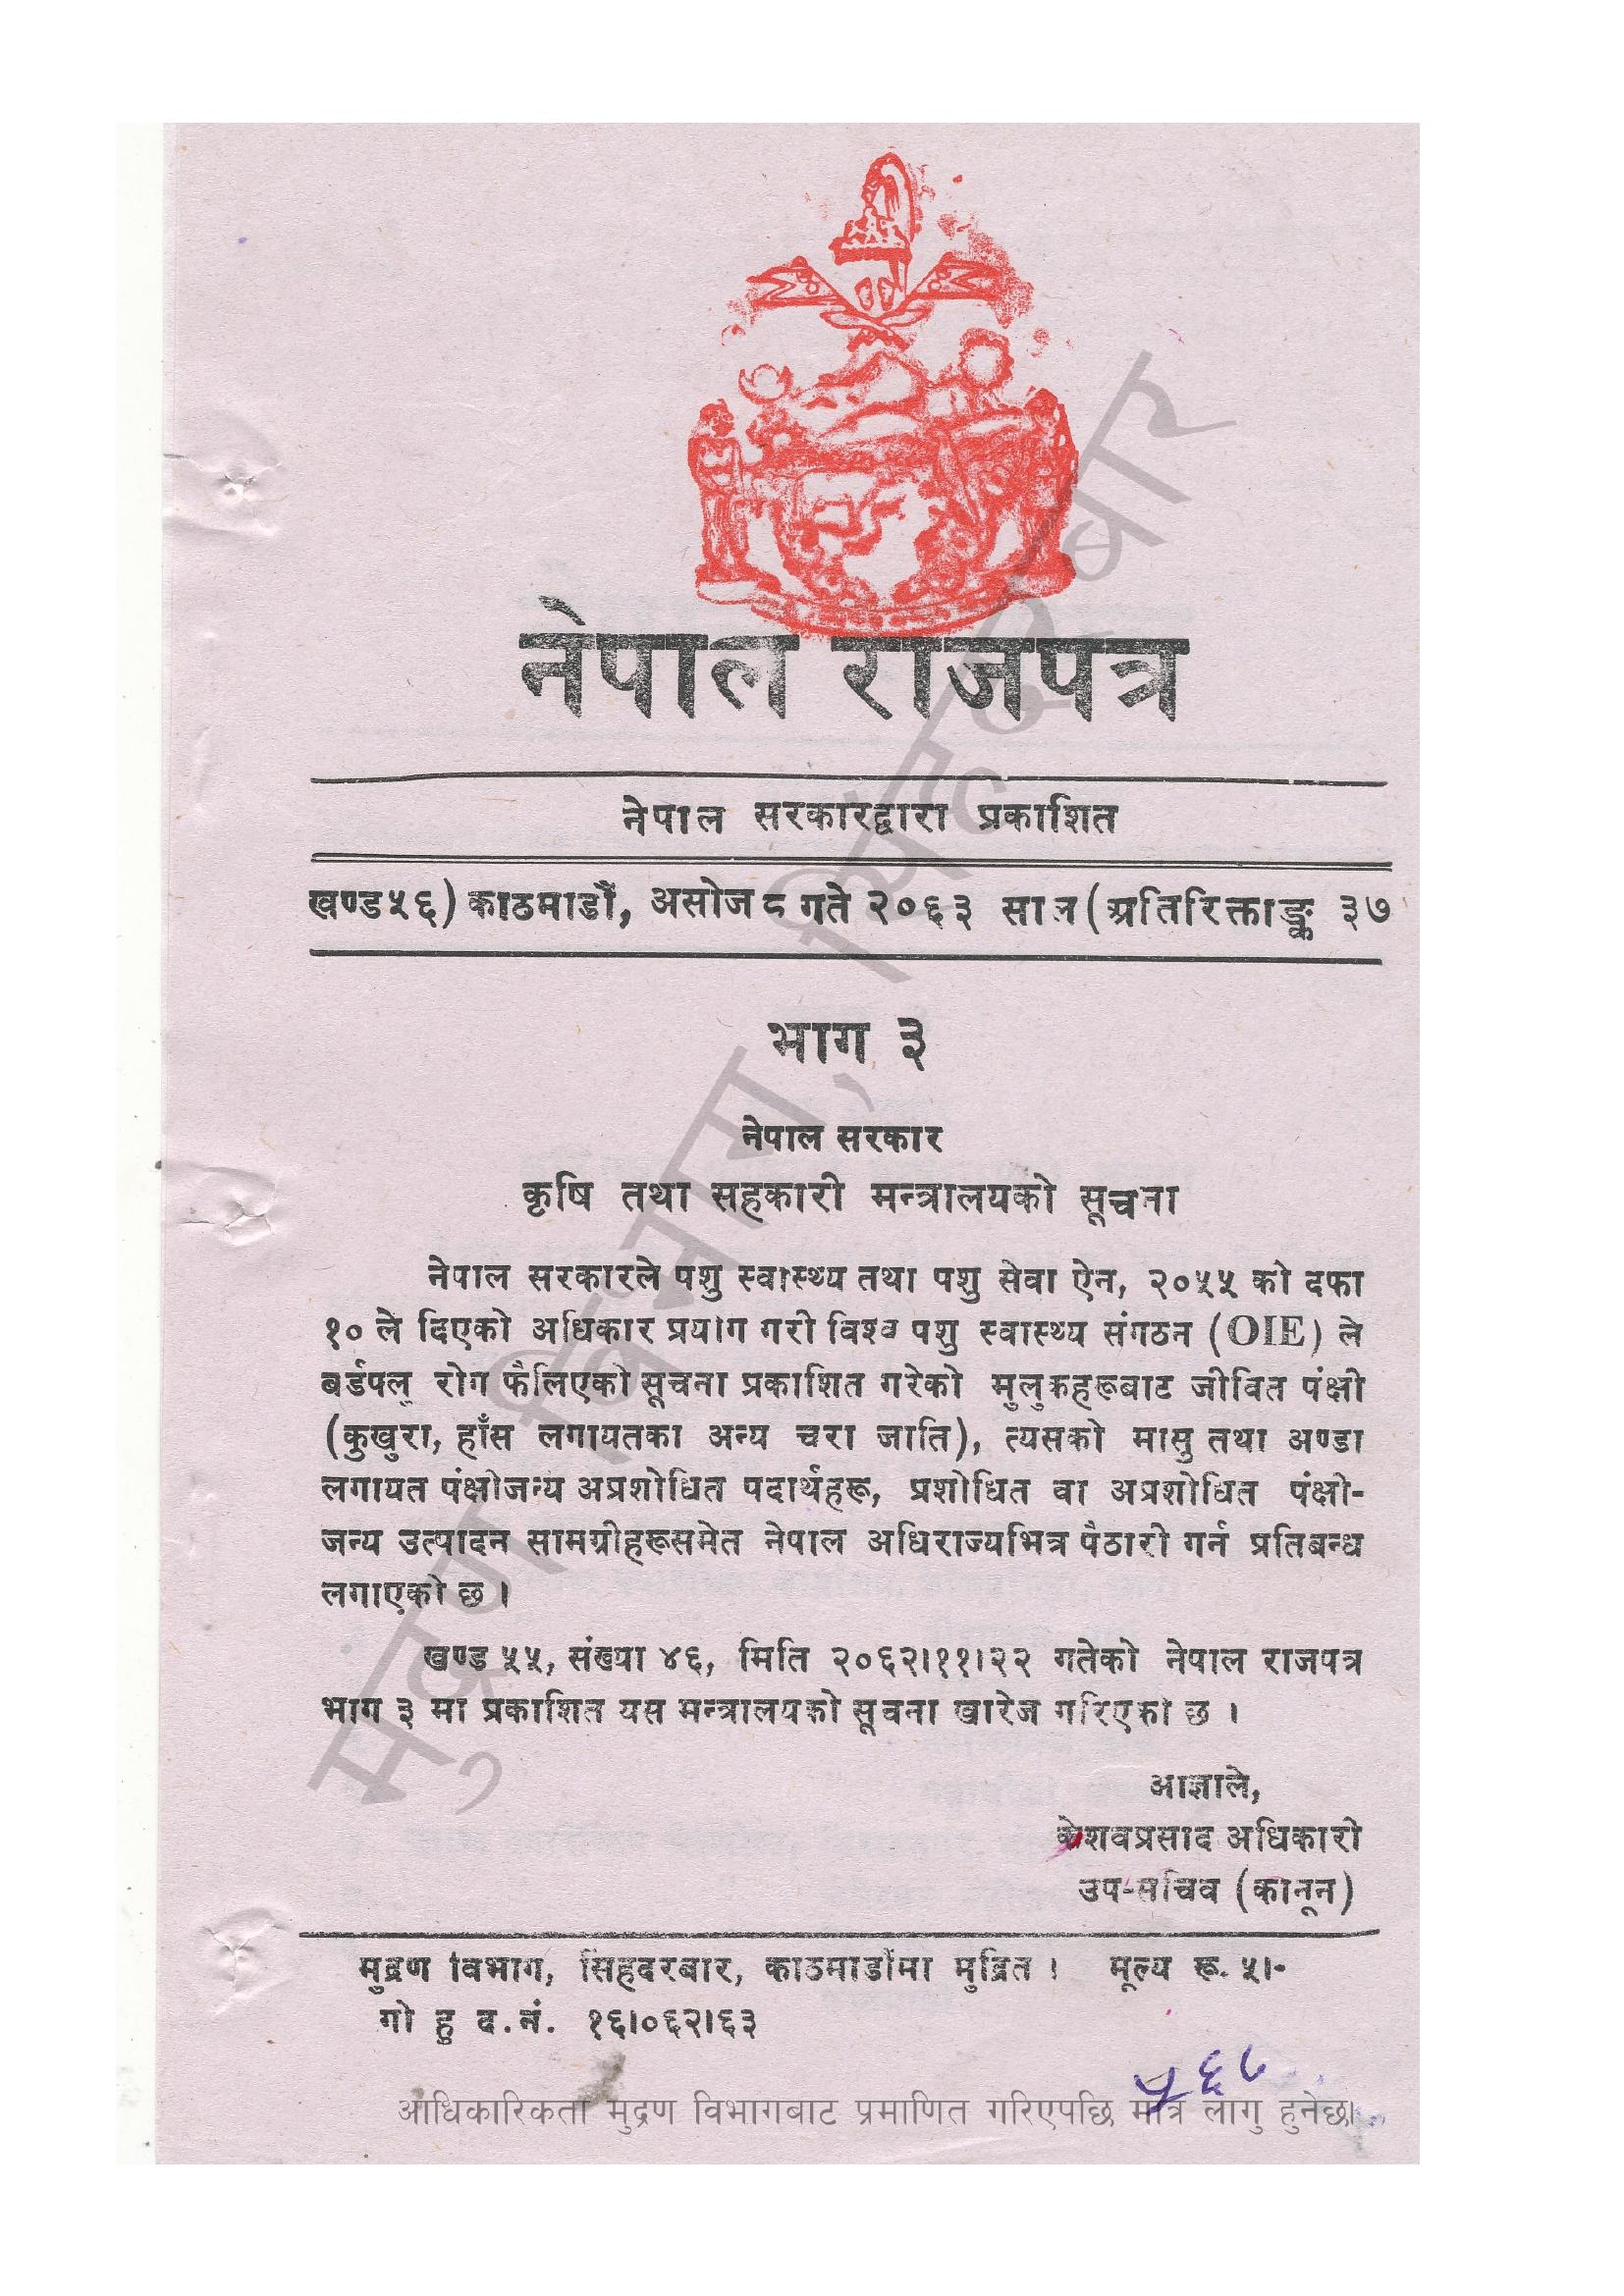 नेपाल राजपत्र
नेपाल सरकारद्वारा प्रकाशित
खण्ड५६) काठमाडौं, असोज ८ गते २०६३ साल (अतिरिक्ताङ्क ३७
भाग ३
नेपाल सरकार
कृषि तथा सहकारी मन्त्रालयको सूचना
नेपाल सरकारले पशु स्वास्थ्य तथा पशु सेवा ऐन, २०५५ को दफा
१० ले दिएको अधिकार प्रयोग गरी विश्व पशु स्वास्थ्य संगठन (OIE) ले
बर्डफ्लू रोग फैलिएको सूचना प्रकाशित गरेको मुलुकहरूबाट जीवित पंक्षी
(कुखुरा, हाँस लगायतका अन्य चरा जाति), त्यसको मासु तथा अण्डा
लगायत पंक्षीजन्य अप्रशोधित पदार्थहरू, प्रशोधित वा अप्रशोधित पंक्षी-
जन्य उत्पादन सामग्रीहरूसमेत नेपाल अधिराज्यभित्र पैठारी गर्न प्रतिबन्ध
लगाएको छ ।
खण्ड ५५, संख्या ४६, मिति २०६२।११।२२ गतेको नेपाल राजपत्र
भाग ३ मा प्रकाशित यस मन्त्रालयको सूचना खारेज गरिएको छ ।
आज्ञाले,
केशवप्रसाद अधिकारी
उप-सचिव (कानून)
मुद्रण विभाग, सिंहदरबार, काठमाडौंमा मुद्रित । मूल्य रू. ५।-
गो हु द.नं. १६।०६२।६३
५६८
आधिकारिकता मुद्रण विभागबाट प्रमाणित गरिएपछि मात्र लागु हुनेछ।
मुद्रण विभाग, सिंहदरबार